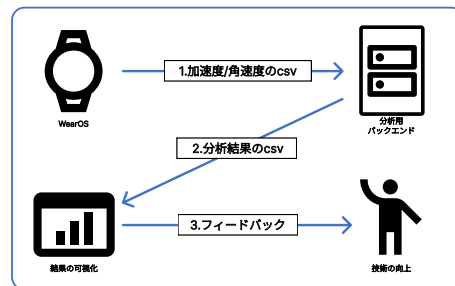 1.加速度/角速度のcsv
WearOS
分析用
バックエンド
2.分析結果のcsv
3.フィードバック
結果の可視化
技術の向上